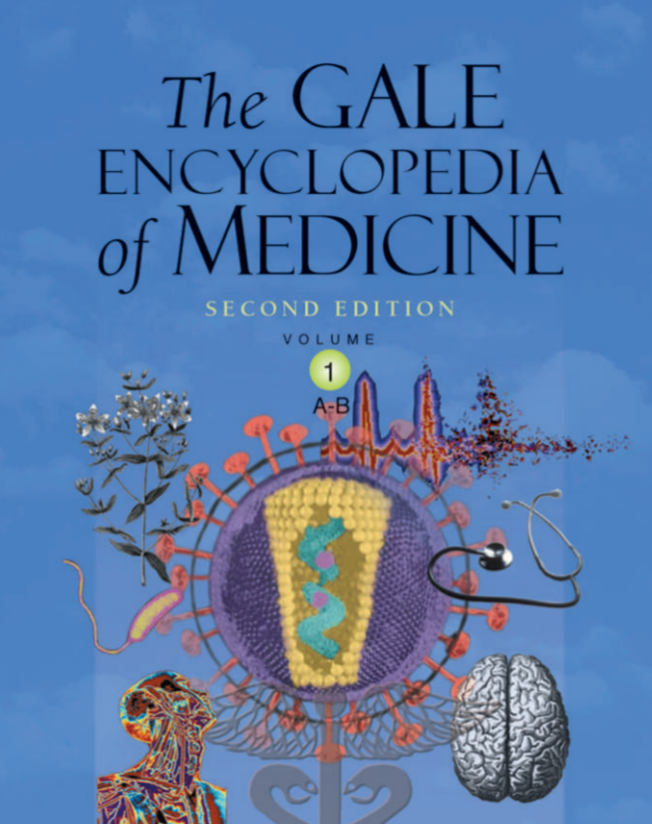 The GALE
ENCYCLOPEDIA
of MEDICINE
SECOND EDITION
VOLUME
1
A-B